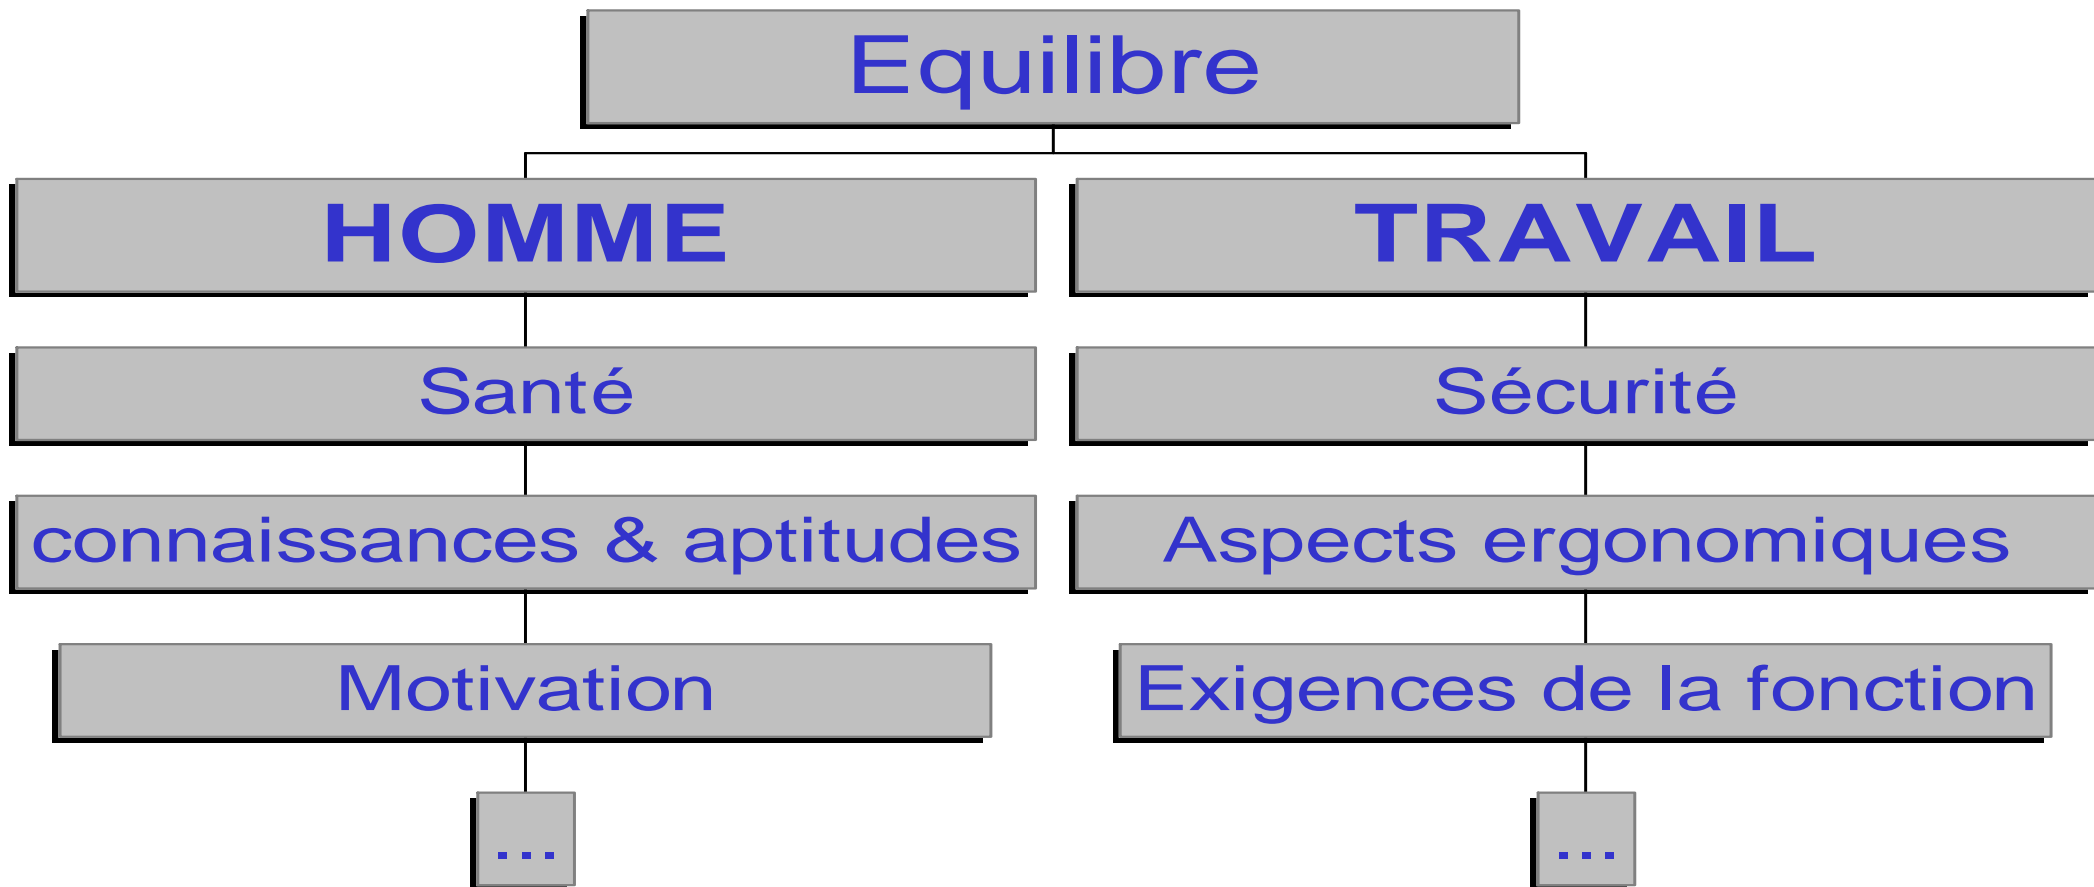 Equilibre
HOMME
TRAVAIL
Santé
Sécurité
connaissances & aptitudes
Aspects ergonomiques
Motivation
Exigences de la fonction
...
...